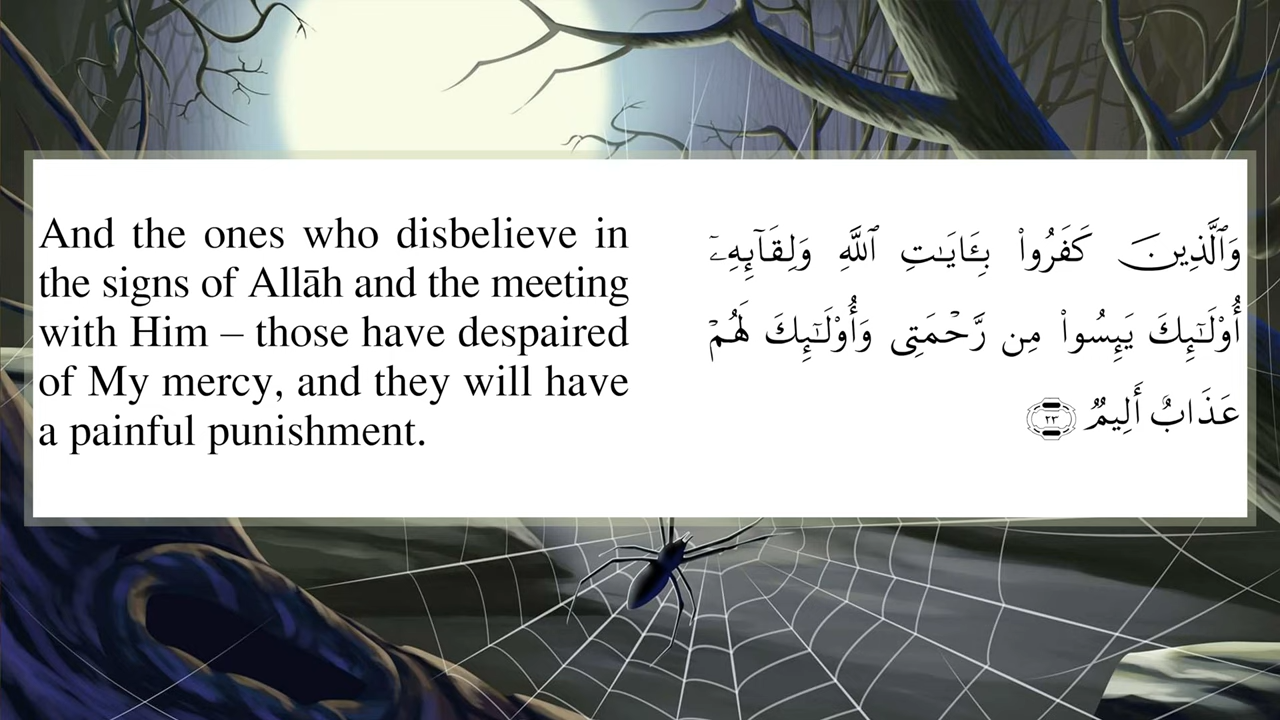 And the ones who disbelieve in
the signs of Allāh and the meeting
with Him – those have despaired
of My mercy, and they will have
a painful punishment.
وَٱلَّذِينَ كَفَرُوا۟ بِـَٔايَـٰتِ ٱللَّهِ وَلِقَآئِهِۦٓ
أُو۟لَـٰٓئِكَ يَئِسُوا۟ مِن رَّحْمَتِى وَأُو۟لَـٰٓئِكَ لَهُمْ
عَذَابٌ أَلِيمٌ ٢٣